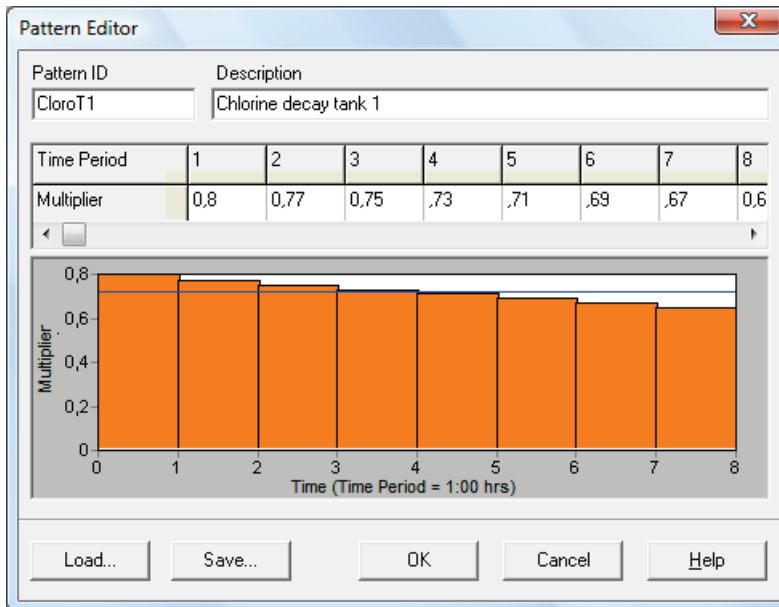 Pattern Editor
Pattern ID Description
CloroT1 Chlorine decay tank 1
Time Period 1 2 3 4 5 6 7 8
Multiplier 0,8 0,77 0,75 ,73 ,71 ,69 ,67 0,6
0,8
0,6
0,4
0,2
0
Multiplier
0 1 2 3 4 5 6 7 8
Time (Time Period = 1:00 hrs)
Load... Save... OK Cancel Help